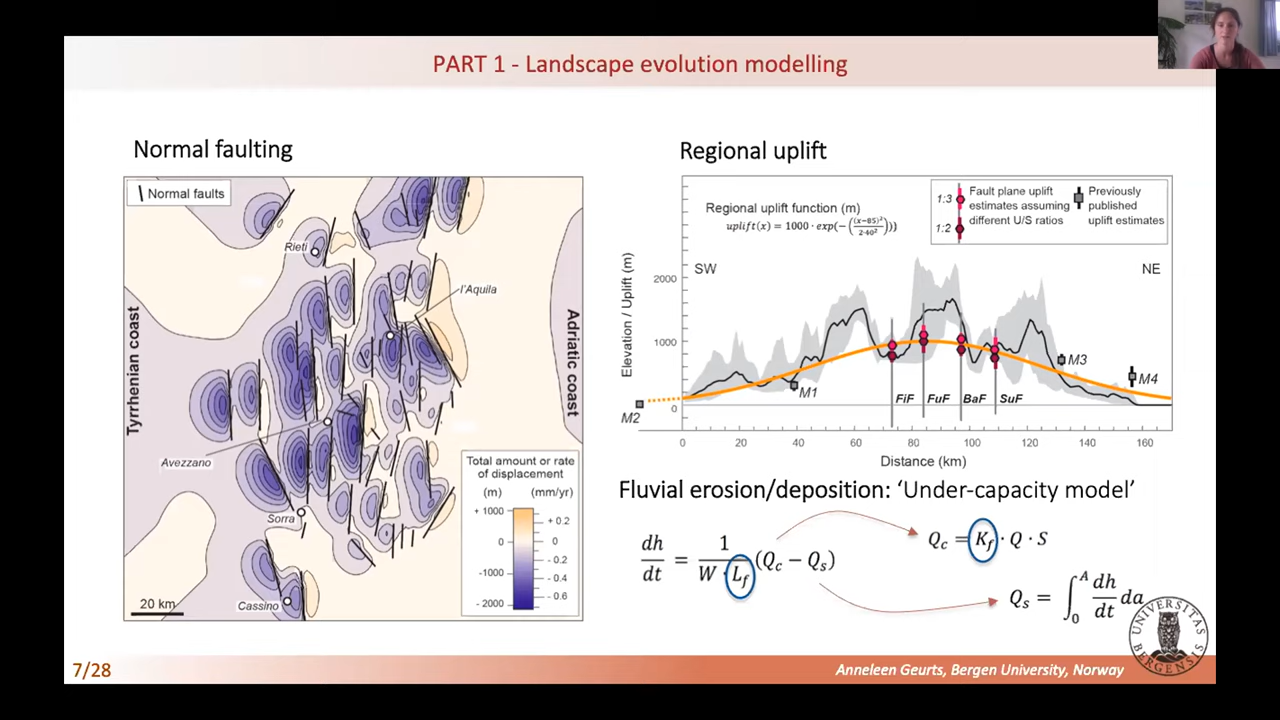 PART 1 - Landscape evolution modelling
Normal faulting
Normal faults
Rieti
l'Aquila
Tyrrhenian coast
Adriatic coast
Avezzano
Sorra
Cassino
20 km
Total amount or rate
of displacement
(m) (mm/yr)
+ 1000
+ 0.2
0 0
- 0.2
-1000
- 0.4
- 0.6
- 2000
Regional uplift
Regional uplift function (m)
uplift(x) = 1000 · exp(−((x−85)²/2·40²)))
1:3
1:2
Fault plane uplift
estimates assuming
different U/S ratios
Previously
published
uplift estimates
SW
NE
Elevation / Uplift (m)
2000
1000
0
M1
M2
M3
M4
FiF FuF BaF SuF
0 20 40 60 80 100 120 140 160
Distance (km)
Fluvial erosion/deposition: ‘Under-capacity model’
dh/dt = 1/(W · L_f) (Q_c − Q_s)
Q_c = K_f · Q · S
Q_s = ∫₀ᴬ dh/dt da
UNIVERSITAS BERGENSIS
7/28
Anneleen Geurts, Bergen University, Norway